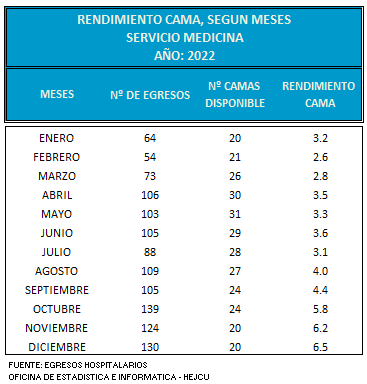 RENDIMIENTO CAMA, SEGUN MESES
SERVICIO MEDICINA
AÑO: 2022
MESES Nº DE EGRESOS Nº CAMAS DISPONIBLE RENDIMIENTO CAMA
ENERO 64 20 3.2
FEBRERO 54 21 2.6
MARZO 73 26 2.8
ABRIL 106 30 3.5
MAYO 103 31 3.3
JUNIO 105 29 3.6
JULIO 88 28 3.1
AGOSTO 109 27 4.0
SETIEMBRE 105 24 4.4
OCTUBRE 139 24 5.8
NOVIEMBRE 124 20 6.2
DICIEMBRE 130 20 6.5
FUENTE: EGRESOS HOSPITALARIOS
OFICINA DE ESTADISTICA E INFORMATICA - HEJCU